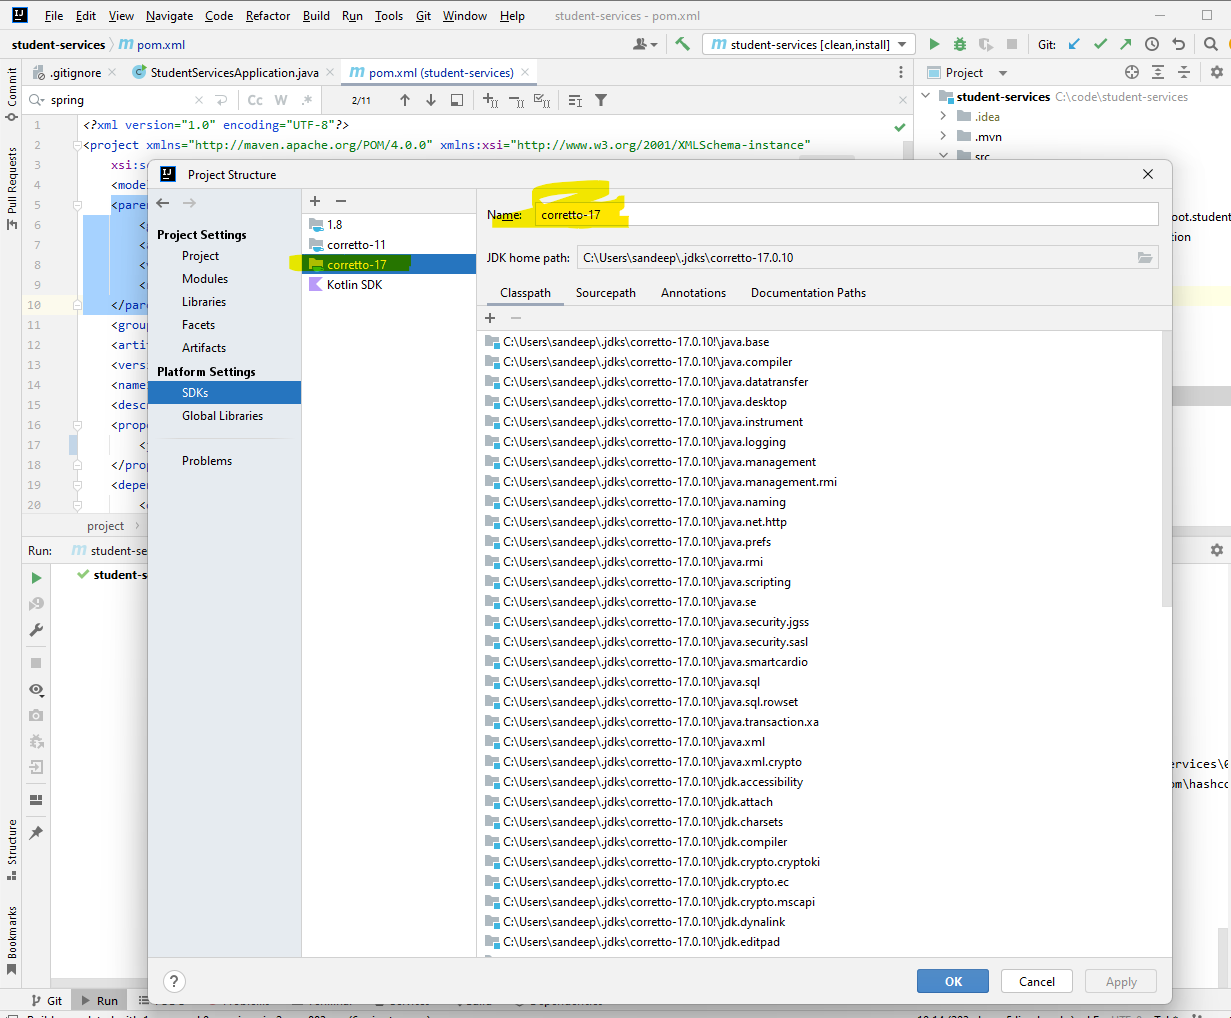 File Edit View Navigate Code Refactor Build Run Tools Git Window Help student-services - pom.xml
student-services pom.xml student-services [clean,install] Git:
.gitignore StudentServicesApplication.java pom.xml (student-services) Project
spring Cc W .* 2/11
student-services C:\code\student-services
.idea
.mvn
src
Commit
Pull Requests
1 <?xml version="1.0" encoding="UTF-8"?>
2 <project xmlns="http://maven.apache.org/POM/4.0.0" xmlns:xsi="http://www.w3.org/2001/XMLSchema-instance"
3 xsi:s
4 <model
5 <paren
6 <
7 <
8 <
9 <
10 </pare
11 <group
12 <artif
13 <versi
14 <name
15 <desc
16 <prope
17 <
18 </prop
19 <depe
20 <
project
oot.student
tion
Project Structure
Project Settings
Project
Modules
Libraries
Facets
Artifacts
Platform Settings
SDKs
Global Libraries
Problems
1.8
corretto-11
corretto-17
Kotlin SDK
Name: corretto-17
JDK home path: C:\Users\sandeep\.jdks\corretto-17.0.10
Classpath Sourcepath Annotations Documentation Paths
C:\Users\sandeep\.jdks\corretto-17.0.10!\java.base
C:\Users\sandeep\.jdks\corretto-17.0.10!\java.compiler
C:\Users\sandeep\.jdks\corretto-17.0.10!\java.datatransfer
C:\Users\sandeep\.jdks\corretto-17.0.10!\java.desktop
C:\Users\sandeep\.jdks\corretto-17.0.10!\java.instrument
C:\Users\sandeep\.jdks\corretto-17.0.10!\java.logging
C:\Users\sandeep\.jdks\corretto-17.0.10!\java.management
C:\Users\sandeep\.jdks\corretto-17.0.10!\java.management.rmi
C:\Users\sandeep\.jdks\corretto-17.0.10!\java.naming
C:\Users\sandeep\.jdks\corretto-17.0.10!\java.net.http
C:\Users\sandeep\.jdks\corretto-17.0.10!\java.prefs
C:\Users\sandeep\.jdks\corretto-17.0.10!\java.rmi
C:\Users\sandeep\.jdks\corretto-17.0.10!\java.scripting
C:\Users\sandeep\.jdks\corretto-17.0.10!\java.se
C:\Users\sandeep\.jdks\corretto-17.0.10!\java.security.jgss
C:\Users\sandeep\.jdks\corretto-17.0.10!\java.security.sasl
C:\Users\sandeep\.jdks\corretto-17.0.10!\java.smartcardio
C:\Users\sandeep\.jdks\corretto-17.0.10!\java.sql
C:\Users\sandeep\.jdks\corretto-17.0.10!\java.sql.rowset
C:\Users\sandeep\.jdks\corretto-17.0.10!\java.transaction.xa
C:\Users\sandeep\.jdks\corretto-17.0.10!\java.xml
C:\Users\sandeep\.jdks\corretto-17.0.10!\java.xml.crypto
C:\Users\sandeep\.jdks\corretto-17.0.10!\jdk.accessibility
C:\Users\sandeep\.jdks\corretto-17.0.10!\jdk.attach
C:\Users\sandeep\.jdks\corretto-17.0.10!\jdk.charsets
C:\Users\sandeep\.jdks\corretto-17.0.10!\jdk.compiler
C:\Users\sandeep\.jdks\corretto-17.0.10!\jdk.crypto.cryptoki
C:\Users\sandeep\.jdks\corretto-17.0.10!\jdk.crypto.ec
C:\Users\sandeep\.jdks\corretto-17.0.10!\jdk.crypto.mscapi
C:\Users\sandeep\.jdks\corretto-17.0.10!\jdk.dynalink
C:\Users\sandeep\.jdks\corretto-17.0.10!\jdk.editpad
? OK Cancel Apply
Run: student-se
student-s
ervices\
om\hashco
Structure
Bookmarks
Git Run